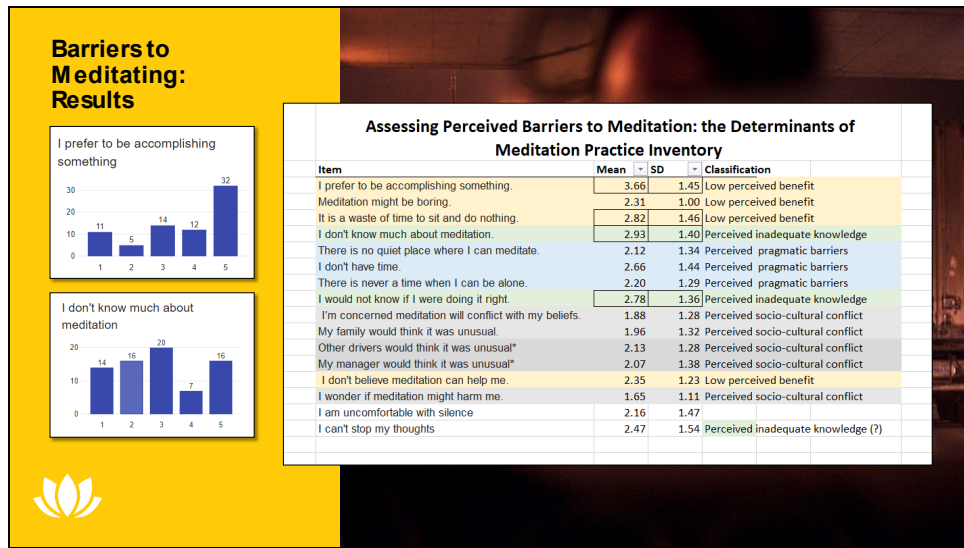 Barriers to
Meditating:
Results
I prefer to be accomplishing
something
30
20
10
0
11
5
14
12
32
1 2 3 4 5
I don't know much about
meditation
20
10
0
14
16
20
7
16
1 2 3 4 5
Assessing Perceived Barriers to Meditation: the Determinants of
Meditation Practice Inventory
Item Mean SD Classification
I prefer to be accomplishing something. 3.66 1.45 Low perceived benefit
Meditation might be boring. 2.31 1.00 Low perceived benefit
It is a waste of time to sit and do nothing. 2.82 1.46 Low perceived benefit
I don't know much about meditation. 2.93 1.40 Perceived inadequate knowledge
There is no quiet place where I can meditate. 2.12 1.34 Perceived pragmatic barriers
I don't have time. 2.66 1.44 Perceived pragmatic barriers
There is never a time when I can be alone. 2.20 1.29 Perceived pragmatic barriers
I would not know if I were doing it right. 2.78 1.36 Perceived inadequate knowledge
I'm concerned meditation will conflict with my beliefs. 1.88 1.28 Perceived socio-cultural conflict
My family would think it was unusual. 1.96 1.32 Perceived socio-cultural conflict
Other drivers would think it was unusual* 2.13 1.28 Perceived socio-cultural conflict
My manager would think it was unusual* 2.07 1.38 Perceived socio-cultural conflict
I don't believe meditation can help me. 2.35 1.23 Low perceived benefit
I wonder if meditation might harm me. 1.65 1.11 Perceived socio-cultural conflict
I am uncomfortable with silence 2.16 1.47
I can't stop my thoughts 2.47 1.54 Perceived inadequate knowledge (?)